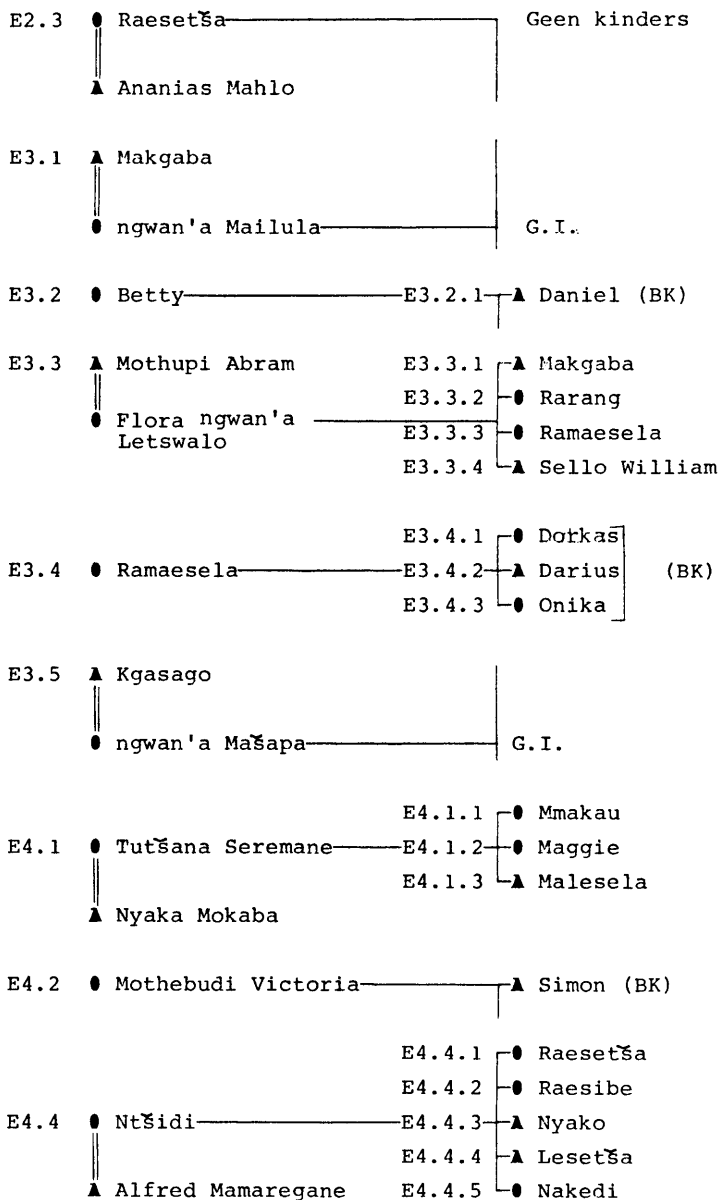 E2.3 Raesetša Geen kinders
Ananias Mahlo
E3.1 Makgaba
ngwan'a Mailula G.I.
E3.2 Betty E3.2.1 Daniel (BK)
E3.3 Mothupi Abram E3.3.1 Makgaba
E3.3.2 Rarang
Flora ngwan'a
Letswalo E3.3.3 Ramaesela
E3.3.4 Sello William
E3.4.1 Dorkas
E3.4 Ramaesela E3.4.2 Darius (BK)
E3.4.3 Onika
E3.5 Kgasago
ngwan'a Mašapa G.I.
E4.1.1 Mmakau
E4.1 Tutšana Seremane E4.1.2 Maggie
E4.1.3 Malesela
Nyaka Mokaba
E4.2 Mothebudi Victoria Simon (BK)
E4.4.1 Raesetša
E4.4.2 Raesibe
E4.4 Ntšidi E4.4.3 Nyako
E4.4.4 Lesetša
Alfred Mamaregane E4.4.5 Nakedi